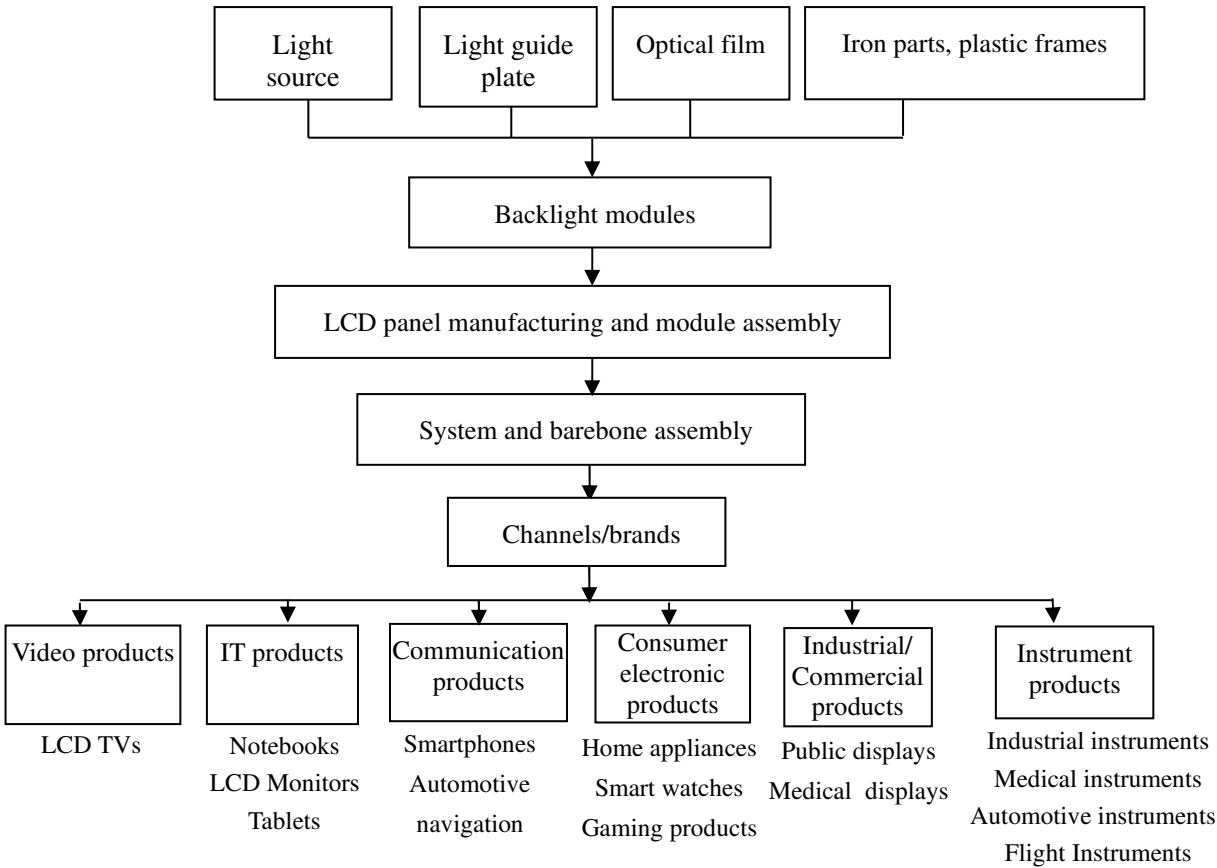 Light
source
Light guide
plate
Optical film
Iron parts, plastic frames
Backlight modules
LCD panel manufacturing and module assembly
System and barebone assembly
Channels/brands
Video products
IT products
Communication
products
Consumer
electronic
products
Industrial/
Commercial
products
Instrument
products
LCD TVs
Notebooks
LCD Monitors
Tablets
Smartphones
Automotive
navigation
Home appliances
Smart watches
Gaming products
Public displays
Medical displays
Industrial instruments
Medical instruments
Automotive instruments
Flight Instruments